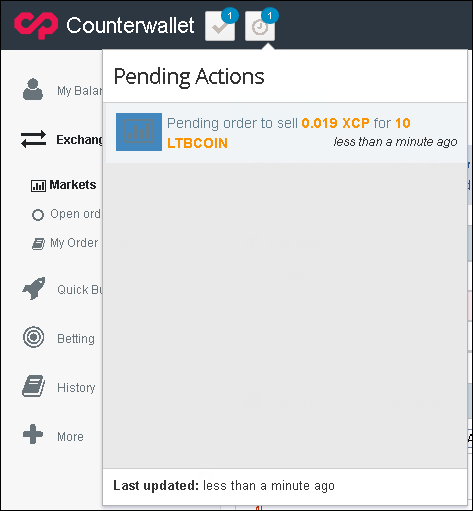 Counterwallet
1
1
Pending Actions
Pending order to sell 0.019 XCP for 10
LTBCOIN
less than a minute ago
My Balan
Exchang
Markets
Open ord
My Order
Quick Bu
Betting
History
More
Last updated: less than a minute ago